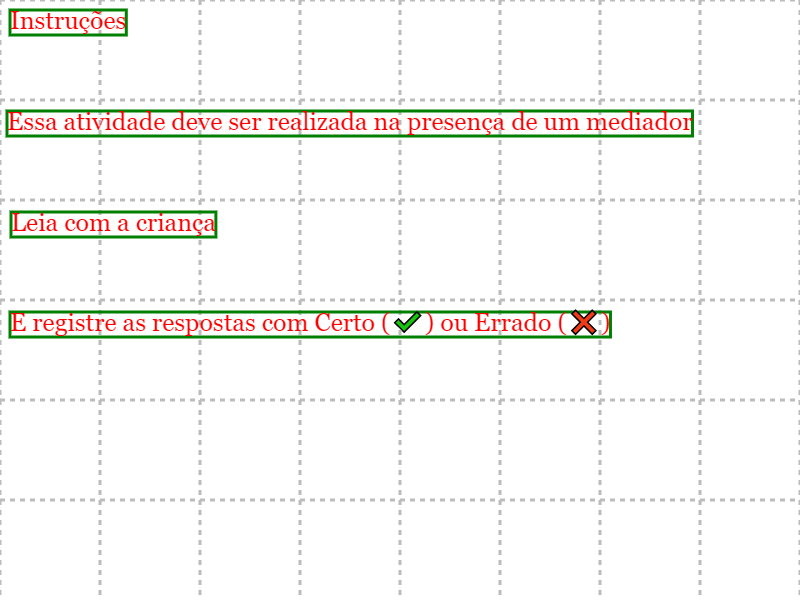 Instruções
Essa atividade deve ser realizada na presença de um mediador
Leia com a criança
E registre as respostas com Certo (✔) ou Errado (❌)